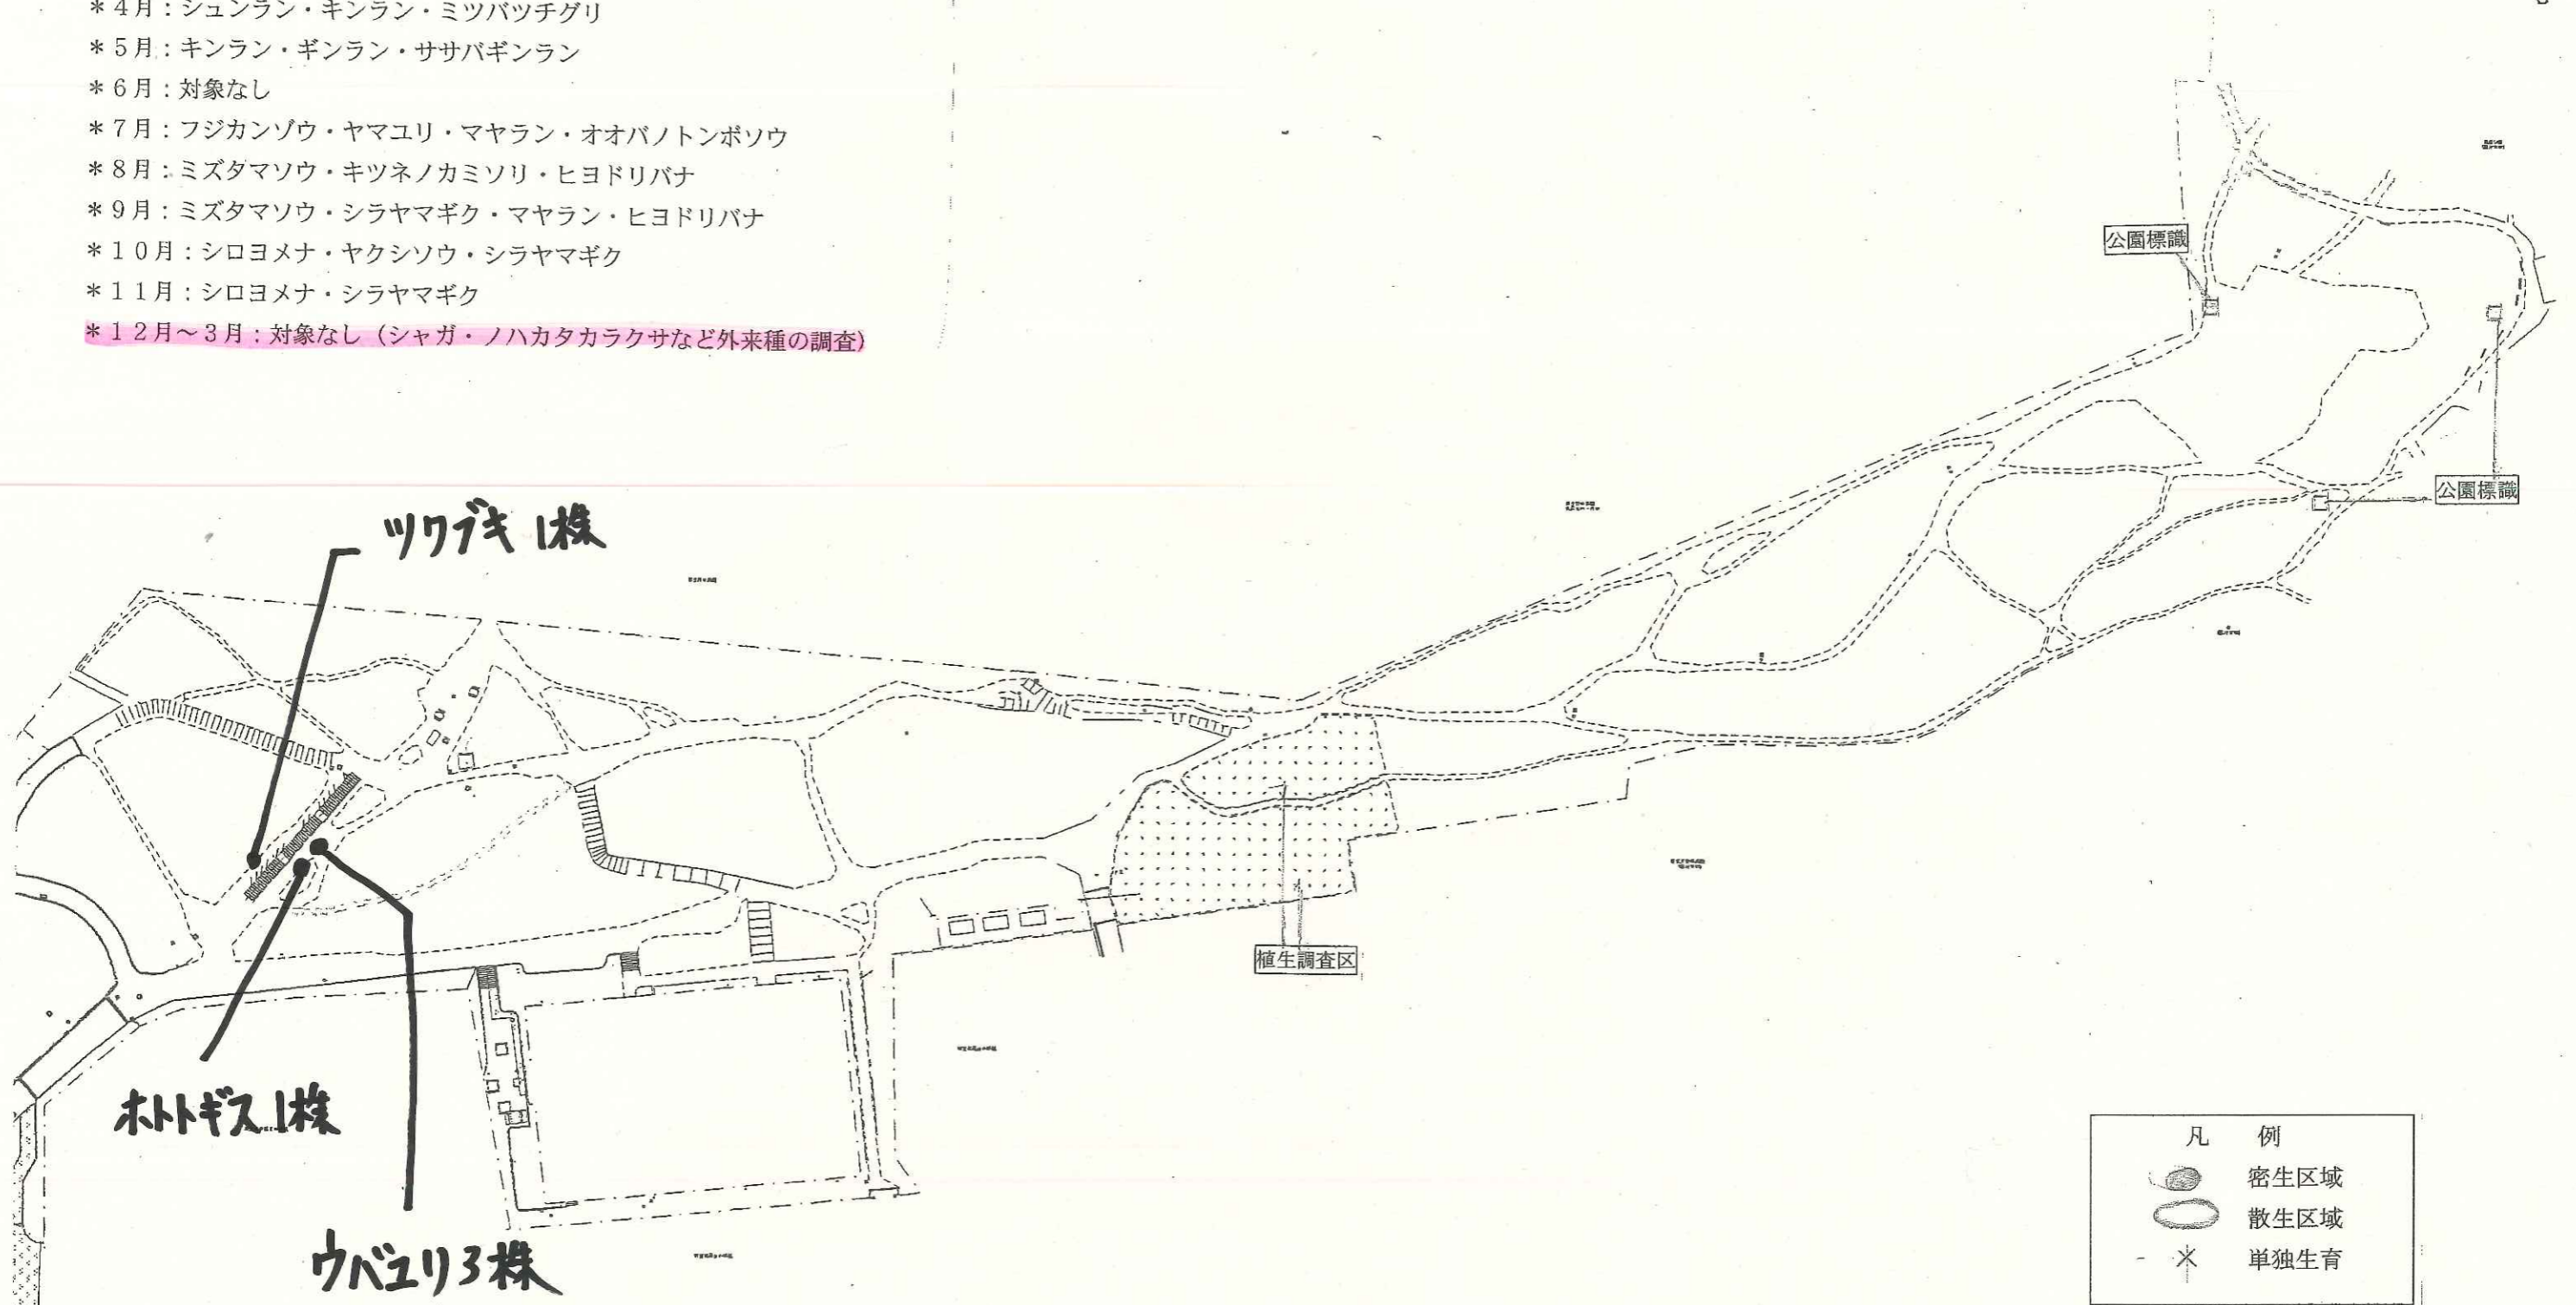 ＊4月：シュンラン・キンラン・ミツバツチグリ
＊5月：キンラン・ギンラン・ササバギンラン
＊6月：対象なし
＊7月：フジカンゾウ・ヤマユリ・マヤラン・オオバノトンボソウ
＊8月：ミズタマソウ・キツネノカミソリ・ヒヨドリバナ
＊9月：ミズタマソウ・シラヤマギク・マヤラン・ヒヨドリバナ
＊10月：シロヨメナ・ヤクシソウ・シラヤマギク
＊11月：シロヨメナ・シラヤマギク
＊12月～3月：対象なし（シャガ・ノハカタカラクサなど外来種の調査）
公園標識
公園標識
ツワブキ 1株
植生調査区
ホトトギス 1株
ウバユリ3株
凡　例
密生区域
散生区域
単独生育